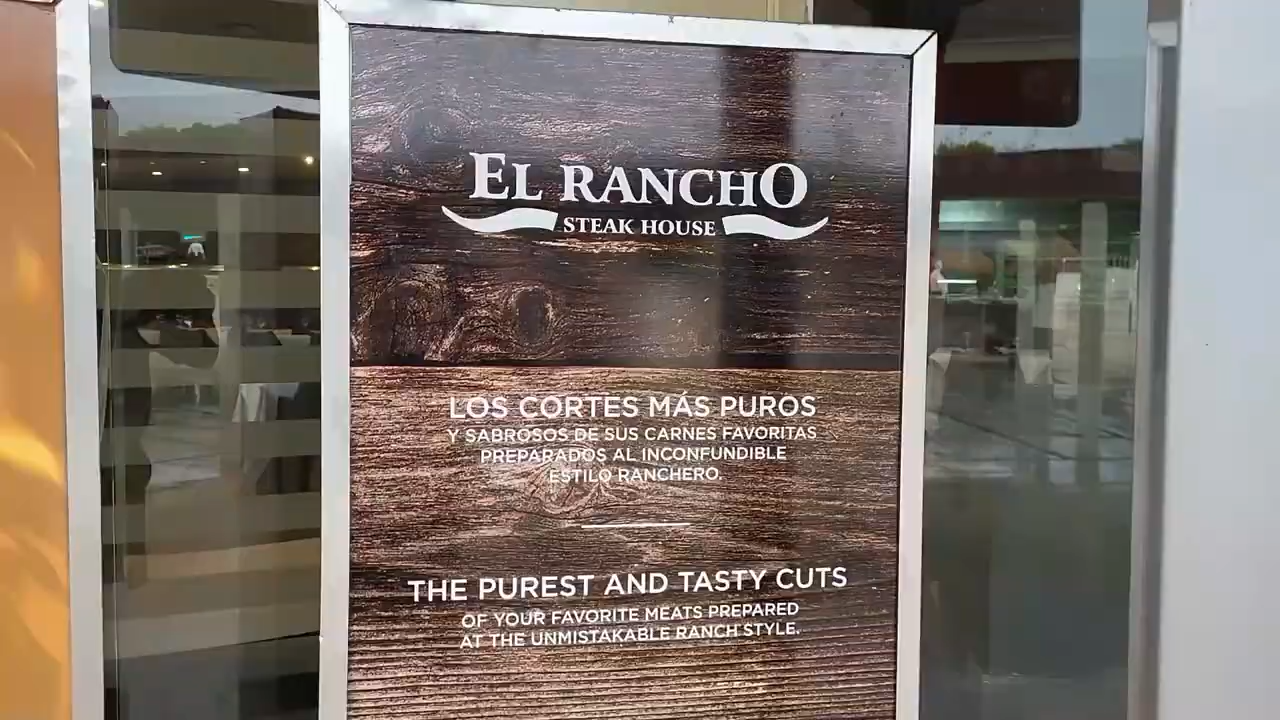 EL RANCHO
STEAK HOUSE
LOS CORTES MÁS PUROS
Y SABROSOS DE SUS CARNES FAVORITAS
PREPARADOS AL INCONFUNDIBLE
ESTILO RANCHERO.
THE PUREST AND TASTY CUTS
OF YOUR FAVORITE MEATS PREPARED
AT THE UNMISTAKABLE RANCH STYLE.